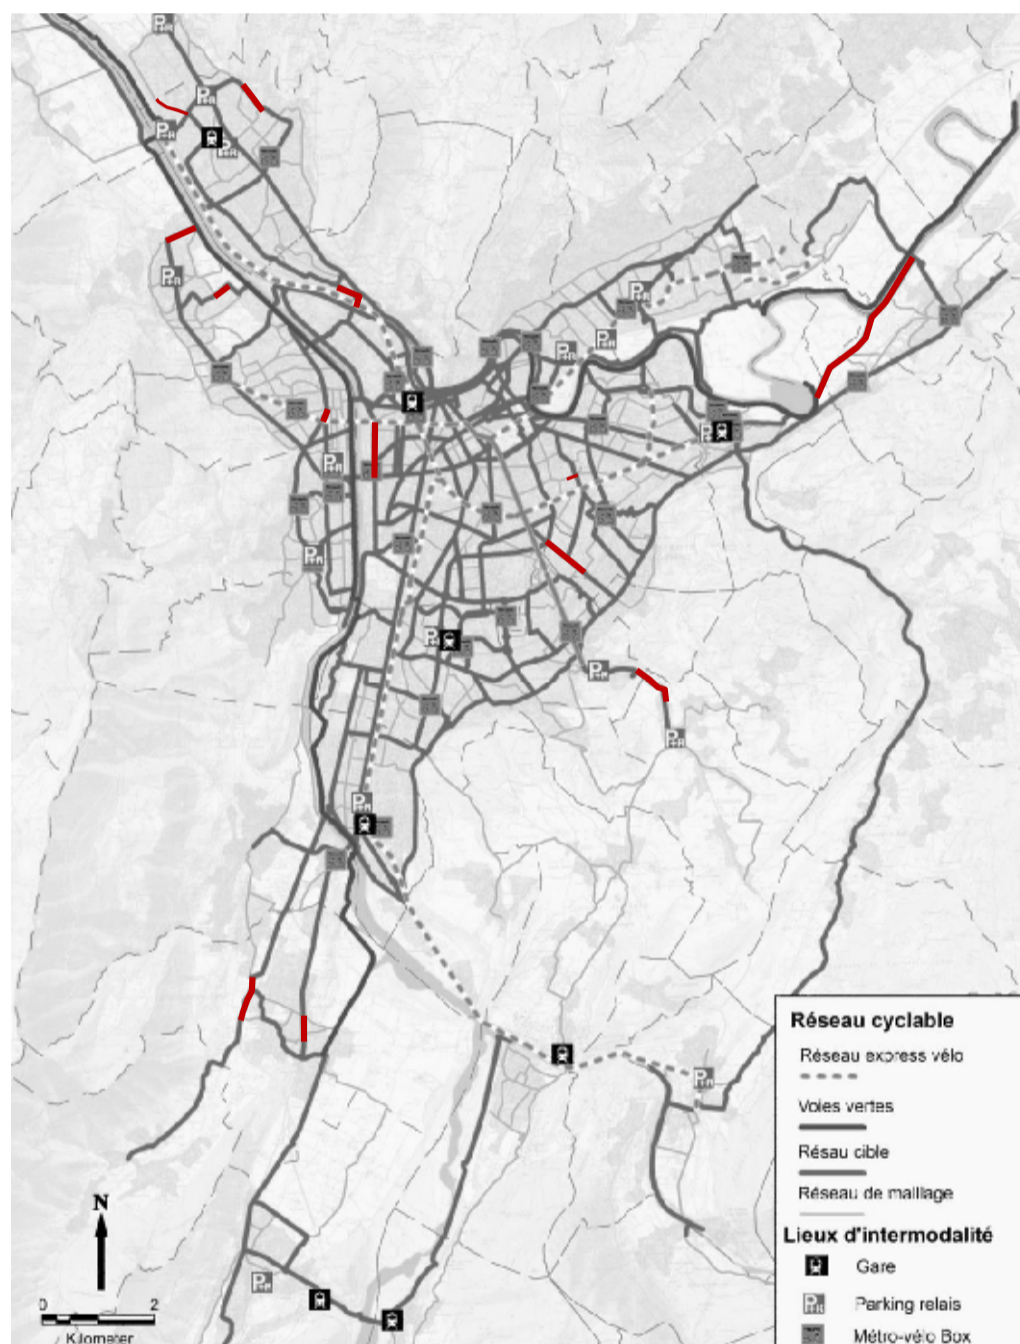 Réseau cyclable
Réseau express vélo
Voies vertes
Résau cible
Réseau de maillage
Lieux d'intermodalité
Gare
Parking relais
Métro-vélo Box
N
0 2
Kilometer